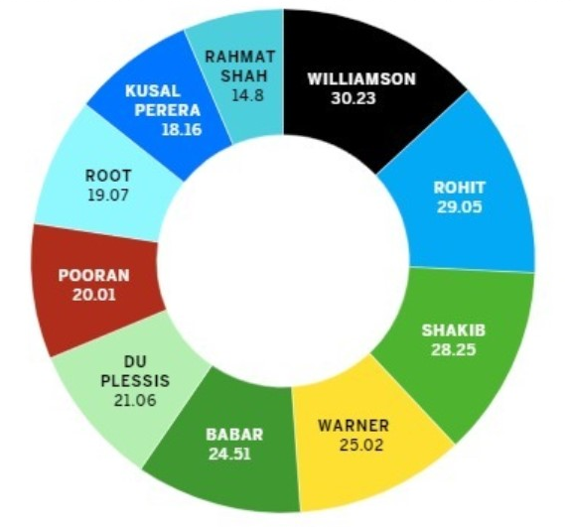 WILLIAMSON
30.23
ROHIT
29.05
SHAKIB
28.25
WARNER
25.02
BABAR
24.51
DU
PLESSIS
21.06
POORAN
20.01
ROOT
19.07
KUSAL
PERERA
18.16
RAHMAT
SHAH
14.8